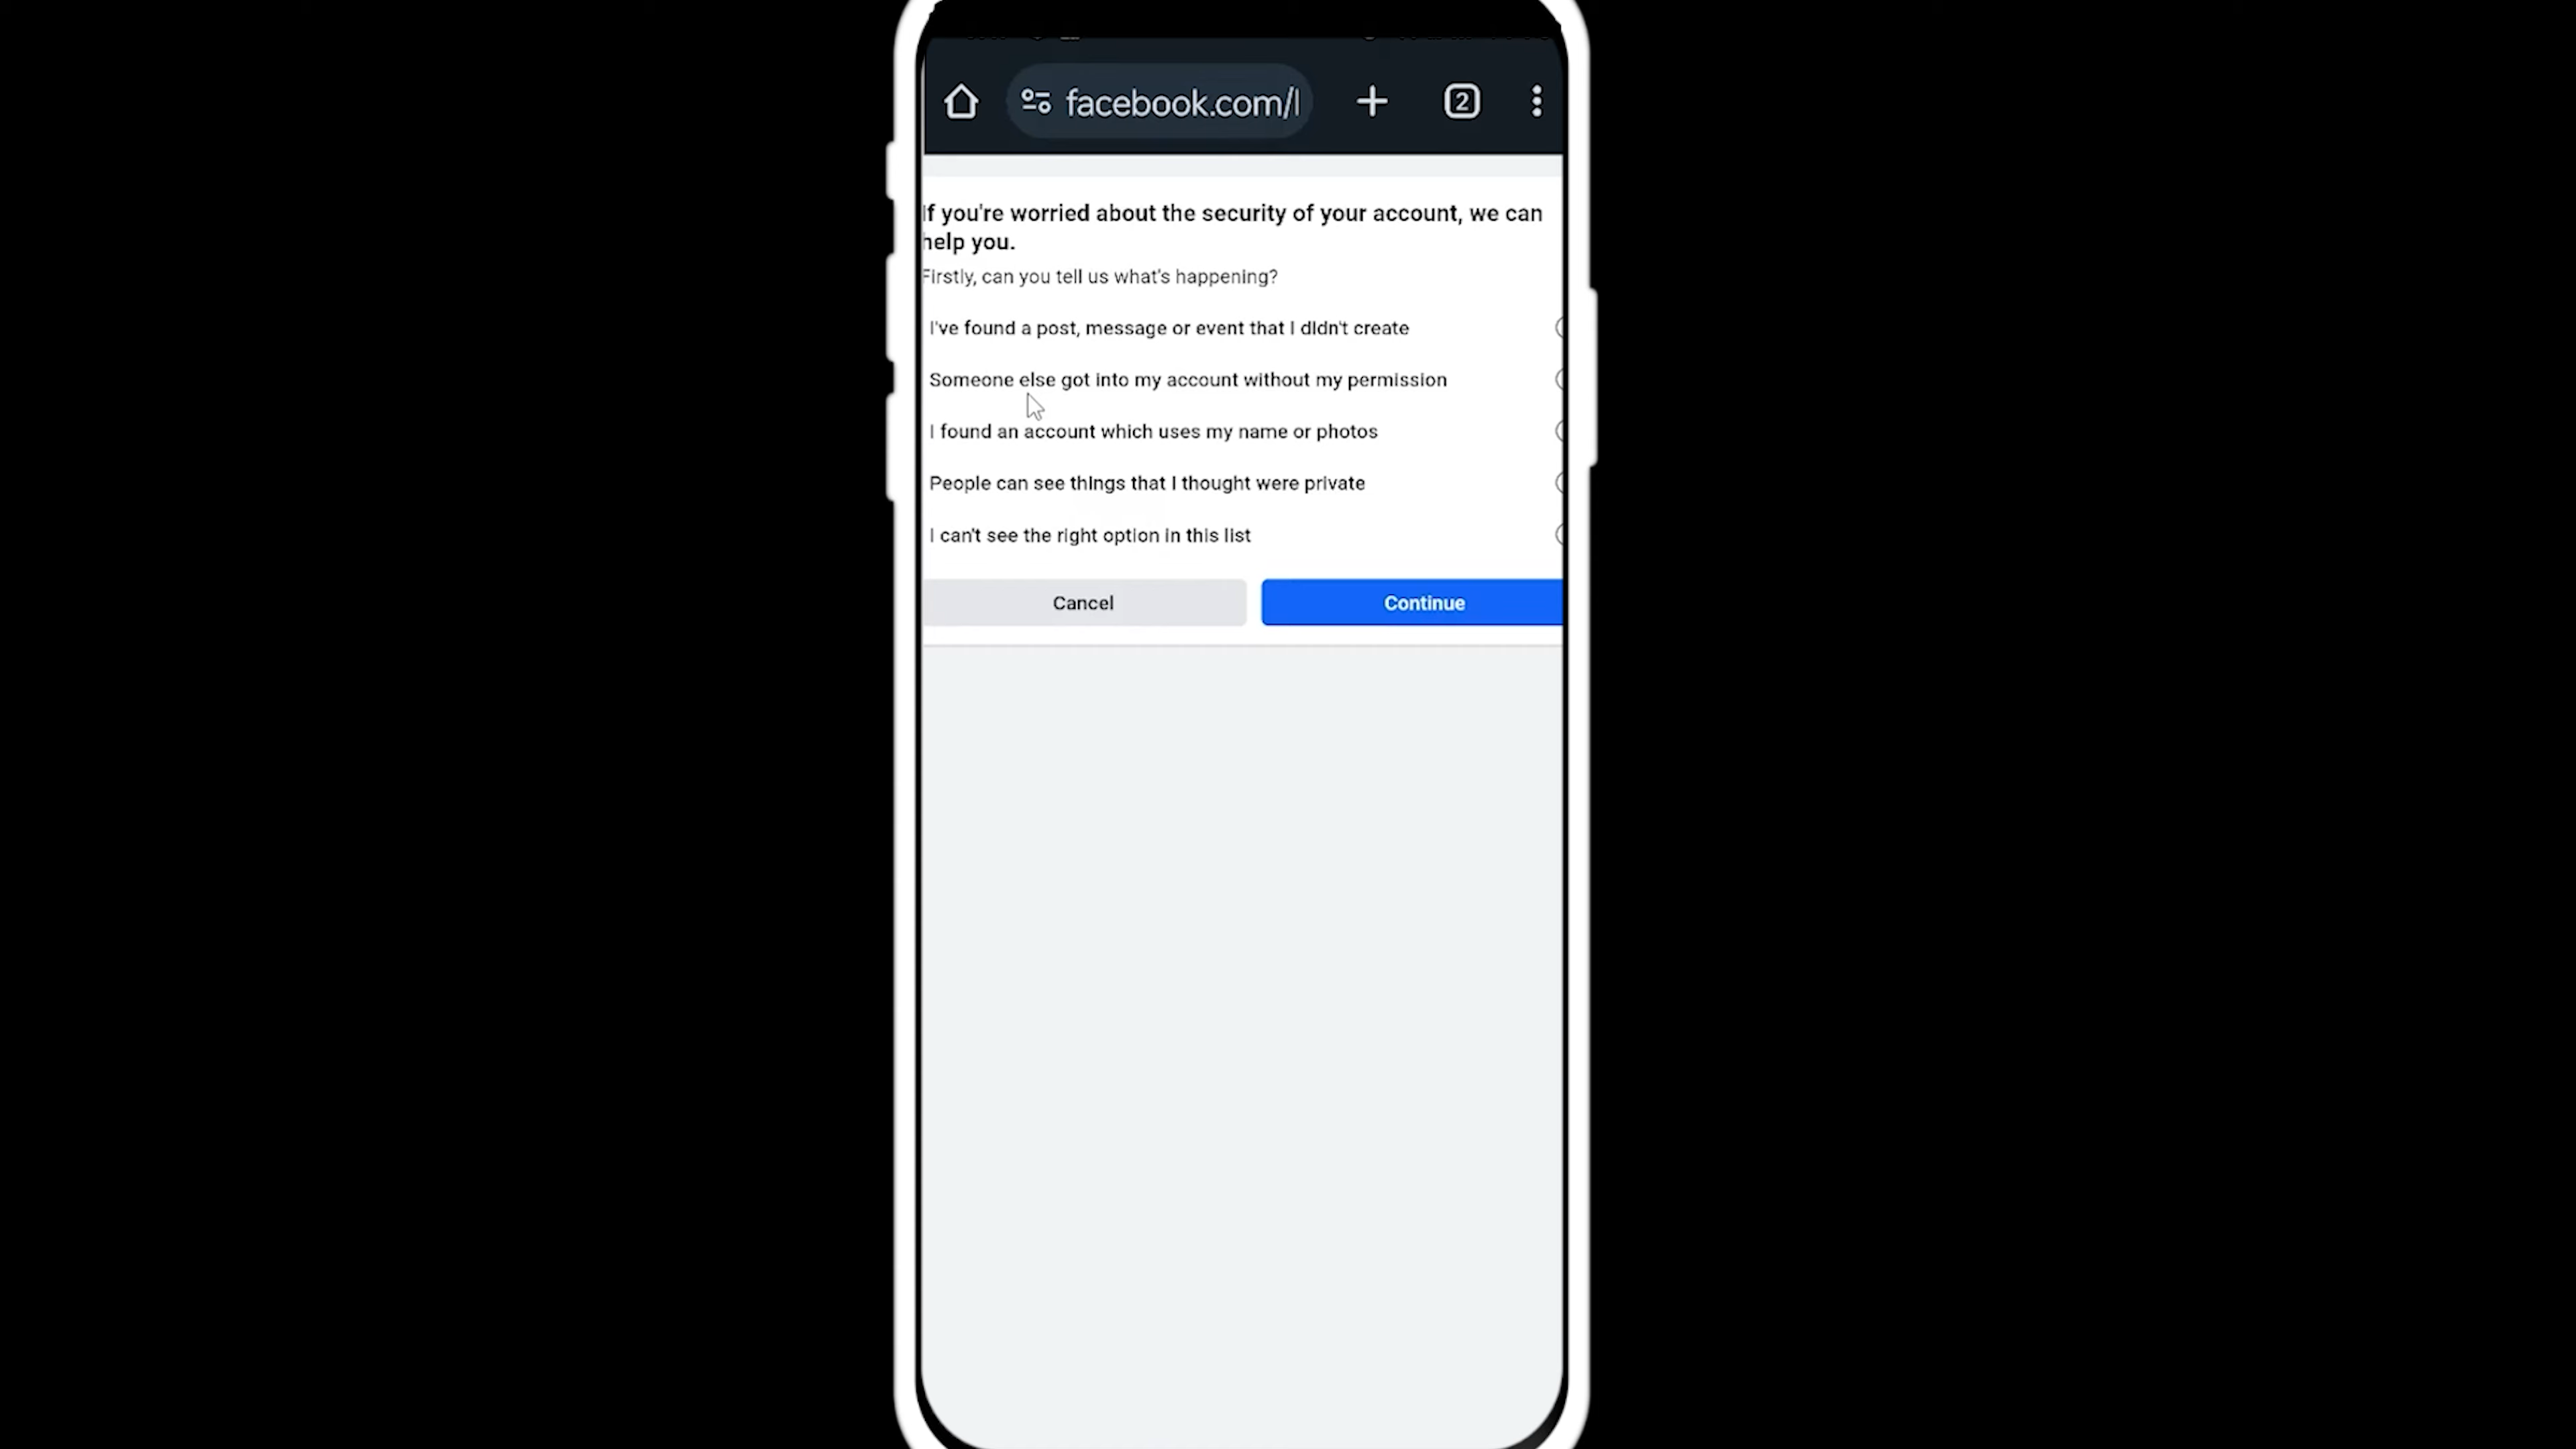 facebook.com/l
2
If you're worried about the security of your account, we can
help you.
Firstly, can you tell us what's happening?
I've found a post, message or event that I didn't create
Someone else got into my account without my permission
I found an account which uses my name or photos
People can see things that I thought were private
I can't see the right option in this list
Cancel
Continue